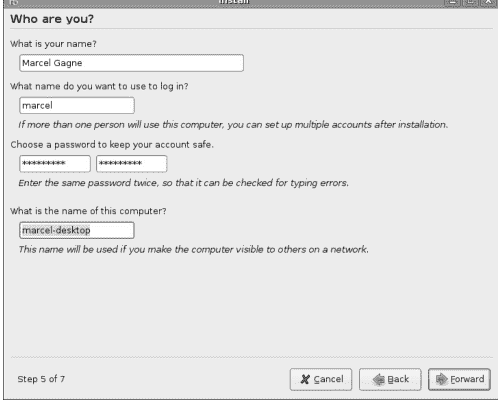 Install
Who are you?
What is your name?
Marcel Gagne
What name do you want to use to log in?
marcel
If more than one person will use this computer, you can set up multiple accounts after installation.
Choose a password to keep your account safe.
********* *********
Enter the same password twice, so that it can be checked for typing errors.
What is the name of this computer?
marcel-desktop
This name will be used if you make the computer visible to others on a network.
Step 5 of 7
Cancel Back Forward